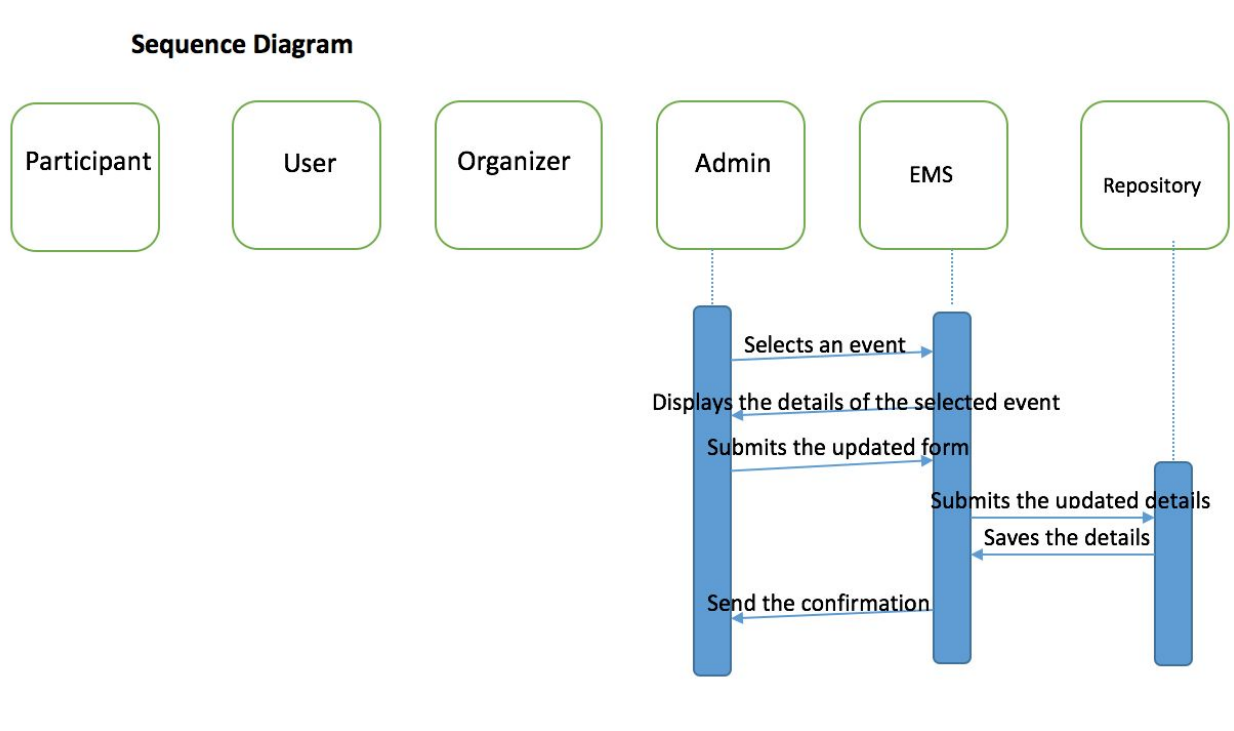 Sequence Diagram
Participant
User
Organizer
Admin
EMS
Repository
Selects an event
Displays the details of the selected event
Submits the updated form
Submits the updated details
Saves the details
Send the confirmation